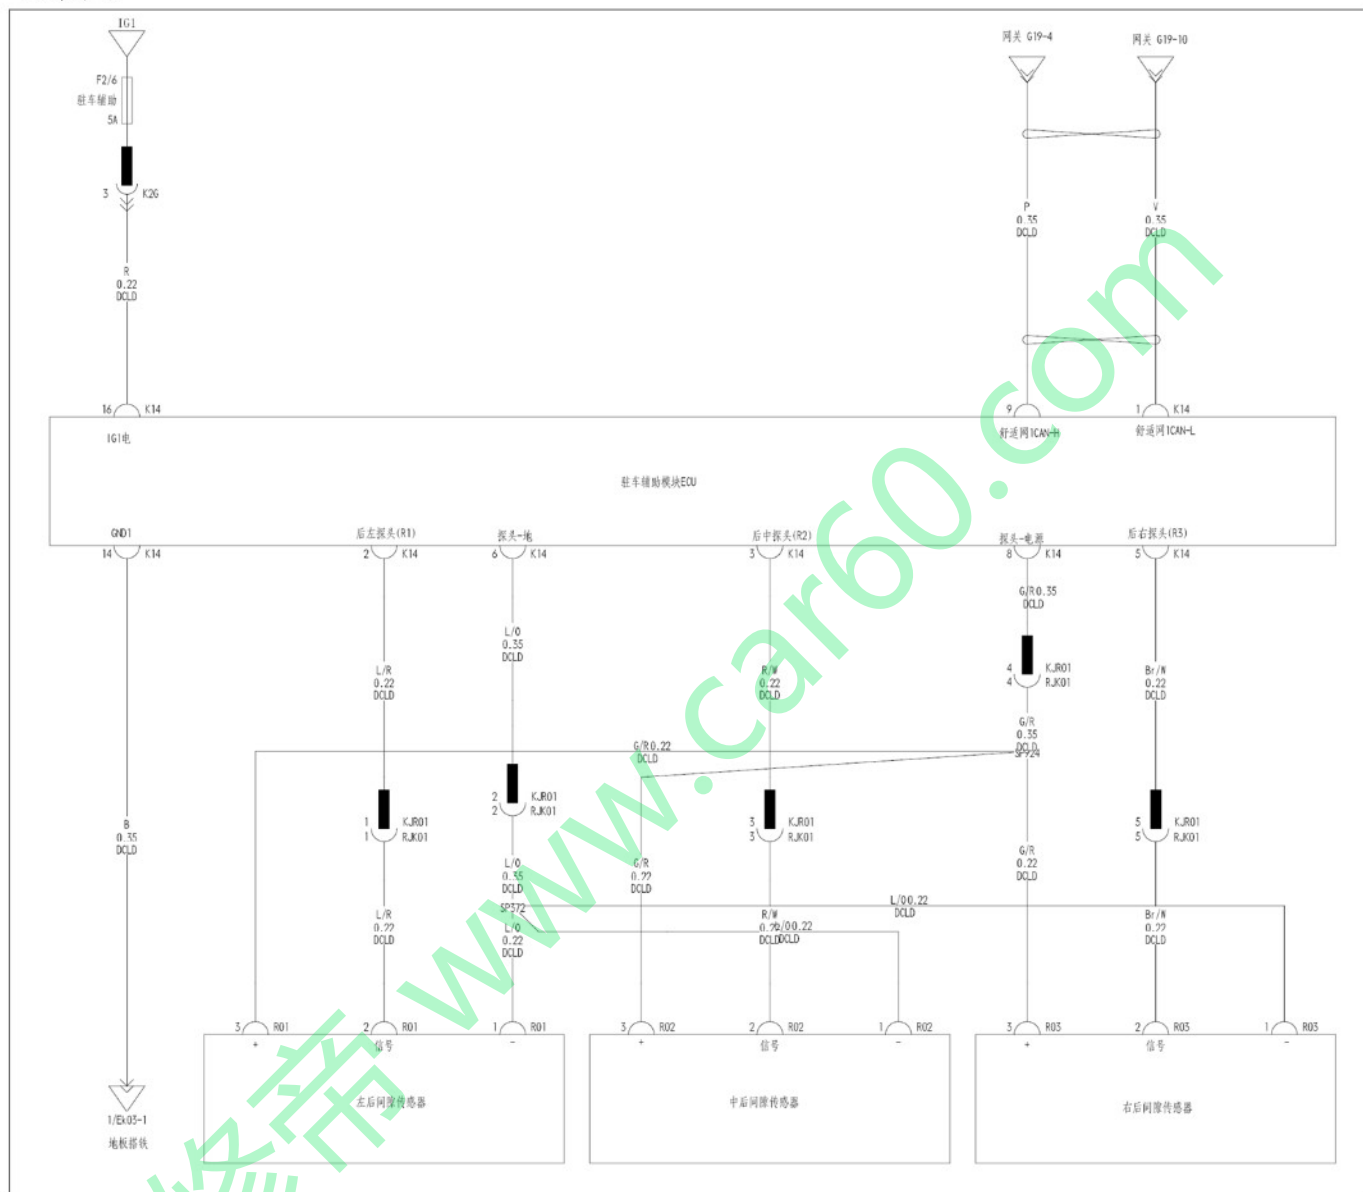 IG1
网关 G19-4
网关 G19-10
F2/6
驻车辅助
5A
3 K2G
P
0.35
DCLD
V
0.35
DCLD
R
0.22
DCLD
16 K14
9
1 K14
IG1电
舒适网1CAN-H
舒适网1CAN-L
驻车辅助模块ECU
GND1
后左探头(R1)
探头-地
后中探头(R2)
探头-电源
后右探头(R3)
14 K14
2 K14
6 K14
3 K14
8 K14
5 K14
G/R0.35
DCLD
L/O
0.35
DCLD
L/R
0.22
DCLD
R/W
0.22
DCLD
4 KJR01
4 RJK01
Br/W
0.22
DCLD
G/R
0.35
DCLD
SP924
G/R0.22
DCLD
2 KJR01
2 RJK01
1 KJR01
1 RJK01
3 KJR01
3 RJK01
5 KJR01
5 RJK01
B
0.35
DCLD
L/O
0.35
DCLD
G/R
0.22
DCLD
G/R
0.22
DCLD
SP372
L/O0.22
DCLD
L/R
0.22
DCLD
L/O
0.22
DCLD
R/W
0.22
DCLD
L/O0.22
DCLD
Br/W
0.22
DCLD
3 R01
2 R01
1 R01
3 R02
2 R02
1 R02
3 R03
2 R03
1 R03
+ 信号 -
+ 信号 -
+ 信号 -
左后间隙传感器
中后间隙传感器
右后间隙传感器
1/Ek03-1
地板搭铁
修帝 www.car60.com